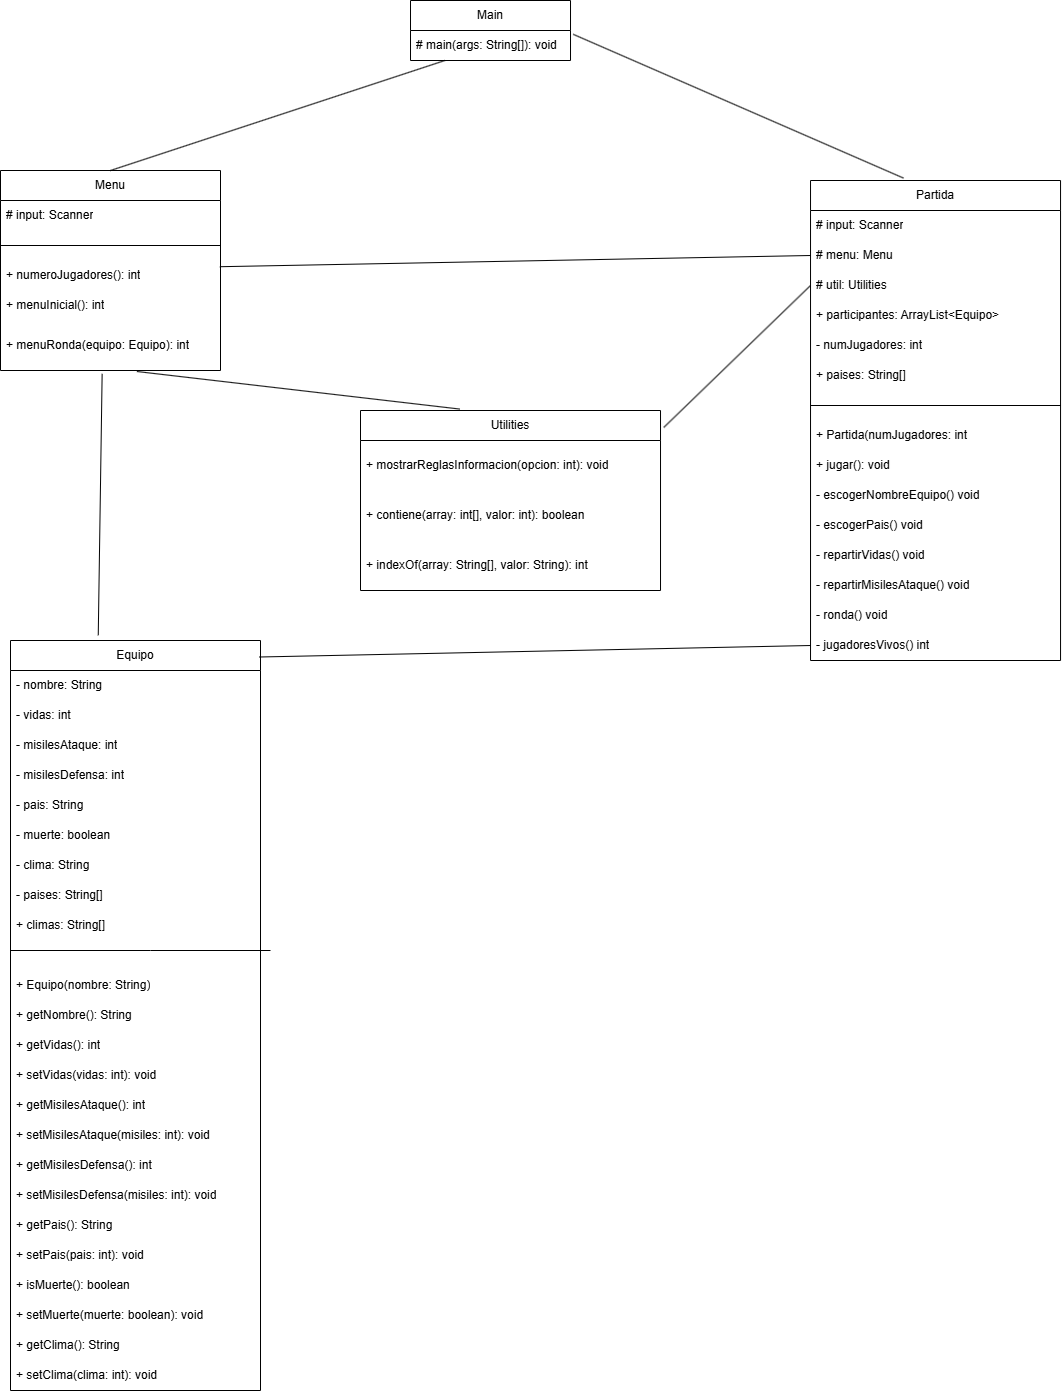 Main
# main(args: String[]): void
Menu
# input: Scanner
+ numeroJugadores(): int
+ menuInicial(): int
+ menuRonda(equipo: Equipo): int
Partida
# input: Scanner
# menu: Menu
# util: Utilities
+ participantes: ArrayList<Equipo>
- numJugadores: int
+ paises: String[]
+ Partida(numJugadores: int
+ jugar(): void
- escogerNombreEquipo() void
- escogerPais() void
- repartirVidas() void
- repartirMisilesAtaque() void
- ronda() void
- jugadoresVivos() int
Utilities
+ mostrarReglasInformacion(opcion: int): void
+ contiene(array: int[], valor: int): boolean
+ indexOf(array: String[], valor: String): int
Equipo
- nombre: String
- vidas: int
- misilesAtaque: int
- misilesDefensa: int
- pais: String
- muerte: boolean
- clima: String
- paises: String[]
+ climas: String[]
+ Equipo(nombre: String)
+ getNombre(): String
+ getVidas(): int
+ setVidas(vidas: int): void
+ getMisilesAtaque(): int
+ setMisilesAtaque(misiles: int): void
+ getMisilesDefensa(): int
+ setMisilesDefensa(misiles: int): void
+ getPais(): String
+ setPais(pais: int): void
+ isMuerte(): boolean
+ setMuerte(muerte: boolean): void
+ getClima(): String
+ setClima(clima: int): void